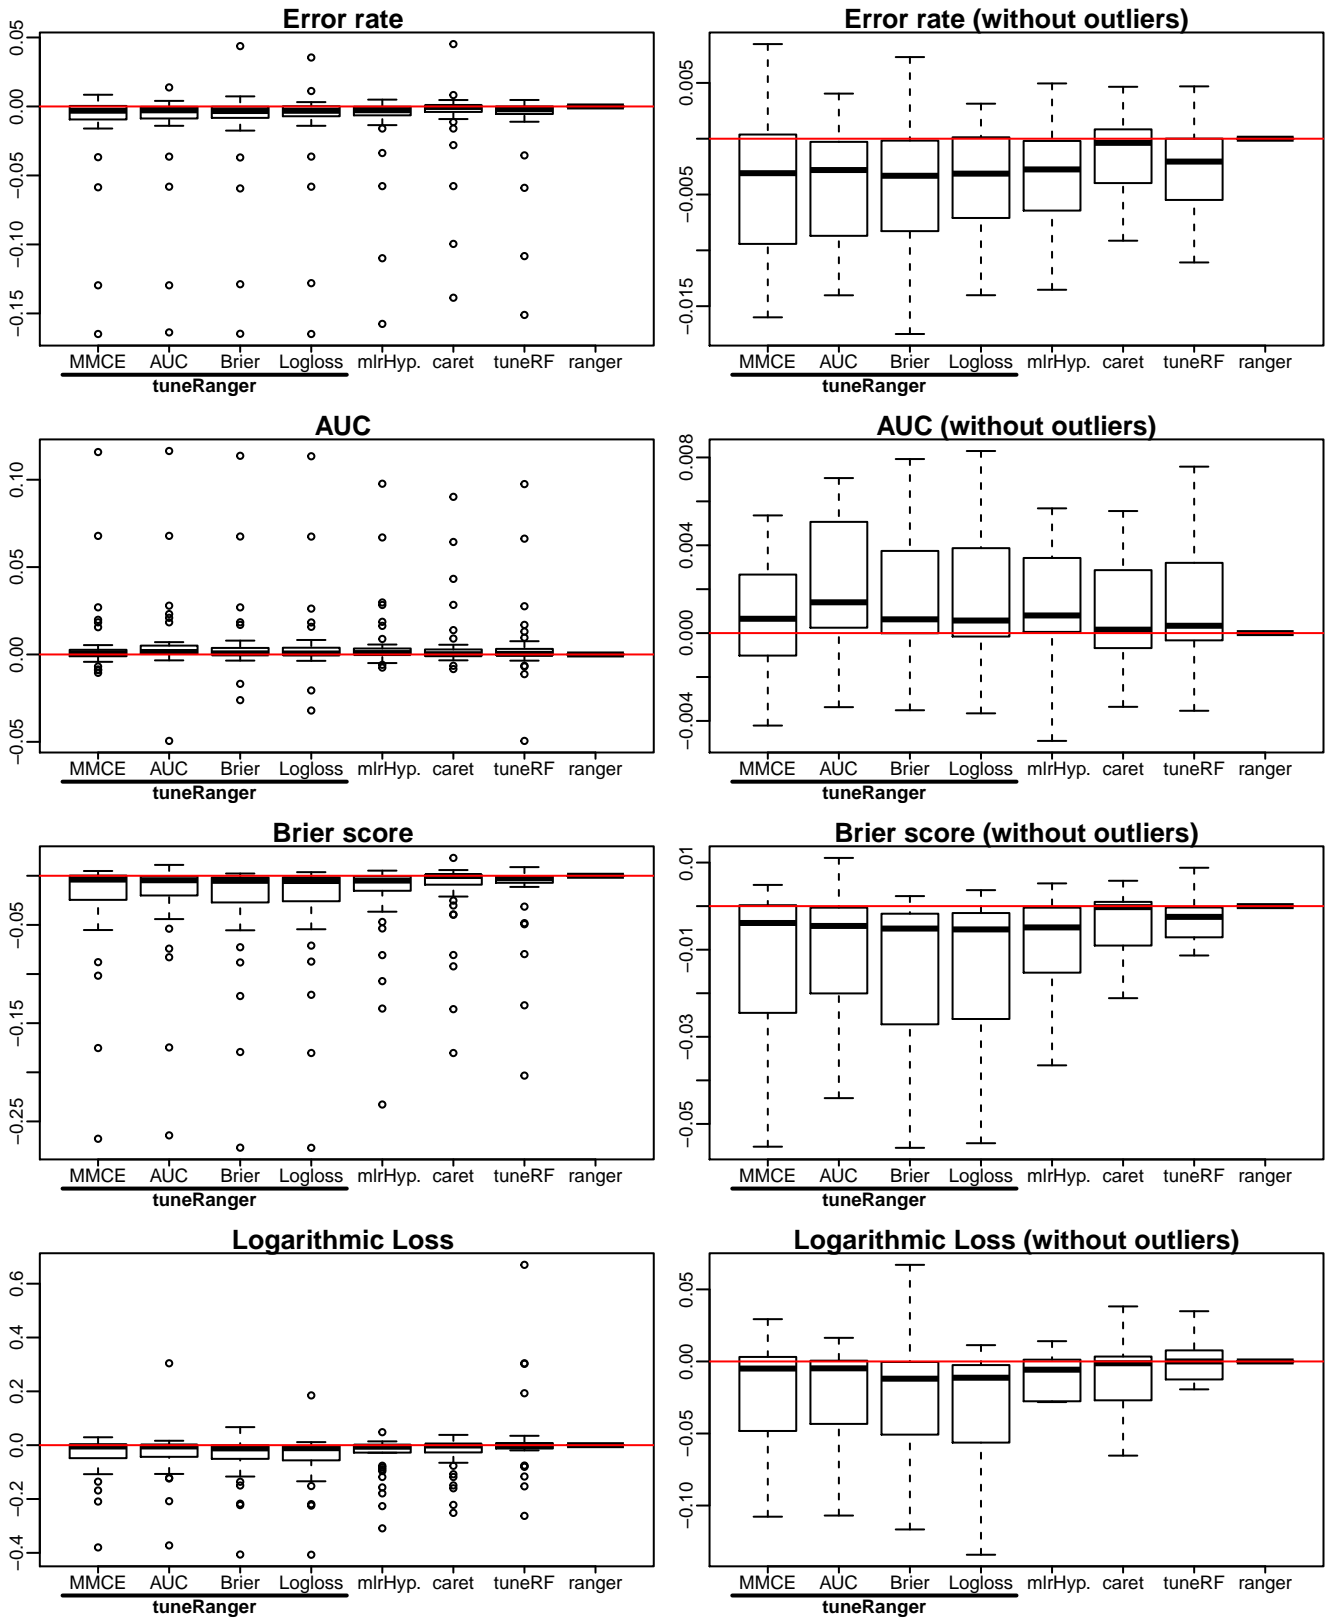 Error rate
0.05
0.00
−0.05
−0.10
−0.15
MMCE AUC Brier Logloss mlrHyp. caret tuneRF ranger
tuneRanger
Error rate (without outliers)
0.005
−0.005
−0.015
MMCE AUC Brier Logloss mlrHyp. caret tuneRF ranger
tuneRanger
AUC
0.10
0.05
0.00
−0.05
MMCE AUC Brier Logloss mlrHyp. caret tuneRF ranger
tuneRanger
AUC (without outliers)
0.008
0.004
0.000
−0.004
MMCE AUC Brier Logloss mlrHyp. caret tuneRF ranger
tuneRanger
Brier score
−0.05
−0.15
−0.25
MMCE AUC Brier Logloss mlrHyp. caret tuneRF ranger
tuneRanger
Brier score (without outliers)
0.01
−0.01
−0.03
−0.05
MMCE AUC Brier Logloss mlrHyp. caret tuneRF ranger
tuneRanger
Logarithmic Loss
0.6
0.4
0.2
0.0
−0.2
−0.4
MMCE AUC Brier Logloss mlrHyp. caret tuneRF ranger
tuneRanger
Logarithmic Loss (without outliers)
0.05
0.00
−0.05
−0.10
MMCE AUC Brier Logloss mlrHyp. caret tuneRF ranger
tuneRanger